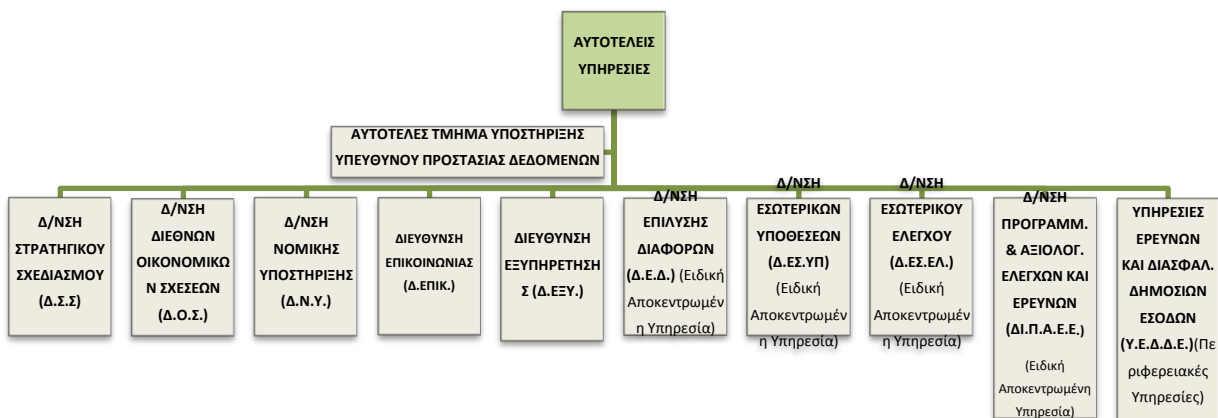 ΑΥΤΟΤΕΛΕΙΣ
ΥΠΗΡΕΣΙΕΣ
ΑΥΤΟΤΕΛΕΣ ΤΜΗΜΑ ΥΠΟΣΤΗΡΙΞΗΣ
ΥΠΕΥΘΥΝΟΥ ΠΡΟΣΤΑΣΙΑΣ ΔΕΔΟΜΕΝΩΝ
Δ/ΝΣΗ
ΣΤΡΑΤΗΓΙΚΟΥ
ΣΧΕΔΙΑΣΜΟΥ
(Δ.Σ.Σ)
Δ/ΝΣΗ
ΔΙΕΘΝΩΝ
ΟΙΚΟΝΟΜΙΚΩ
Ν ΣΧΕΣΕΩΝ
(Δ.Ο.Σ.)
Δ/ΝΣΗ
ΝΟΜΙΚΗΣ
ΥΠΟΣΤΗΡΙΞΗΣ
(Δ.Ν.Υ.)
ΔΙΕΥΘΥΝΣΗ
ΕΠΙΚΟΙΝΩΝΙΑΣ
(Δ.ΕΠΙΚ.)
ΔΙΕΥΘΥΝΣΗ
ΕΞΥΠΗΡΕΤΗΣΗ
Σ (Δ.ΕΞΥ.)
Δ/ΝΣΗ
ΕΠΙΛΥΣΗΣ
ΔΙΑΦΟΡΩΝ
(Δ.Ε.Δ.) (Ειδική
Αποκεντρωμέν
η Υπηρεσία)
Δ/ΝΣΗ
ΕΣΩΤΕΡΙΚΩΝ
ΥΠΟΘΕΣΕΩΝ
(Δ.ΕΣ.ΥΠ)
(Ειδική
Αποκεντρωμέν
η Υπηρεσία)
Δ/ΝΣΗ
ΕΣΩΤΕΡΙΚΟΥ
ΕΛΕΓΧΟΥ
(Δ.ΕΣ.ΕΛ.)
(Ειδική
Αποκεντρωμέν
η Υπηρεσία)
Δ/ΝΣΗ
ΠΡΟΓΡΑΜΜ.
& ΑΞΙΟΛΟΓ.
ΕΛΕΓΧΩΝ ΚΑΙ
ΕΡΕΥΝΩΝ
(ΔΙ.Π.Α.Ε.Ε.)
(Ειδική
Αποκεντρωμένη
Υπηρεσία)
ΥΠΗΡΕΣΙΕΣ
ΕΡΕΥΝΩΝ
ΚΑΙ ΔΙΑΣΦΑΛ.
ΔΗΜΟΣΙΩΝ
ΕΣΟΔΩΝ
(Υ.Ε.Δ.Δ.Ε.)(Πε
ριφερειακές
Υπηρεσίες)